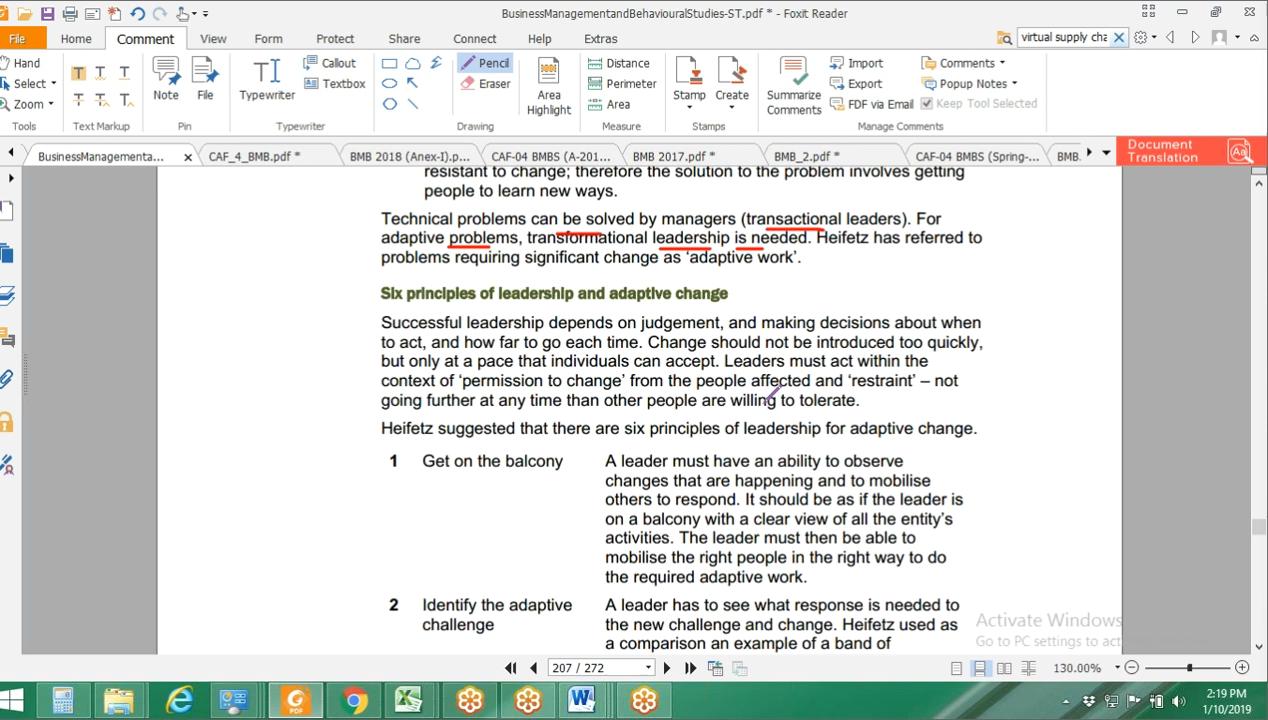 BusinessManagementandBehaviouralStudies-ST.pdf * - Foxit Reader
File Home Comment View Form Protect Share Connect Help Extras
virtual supply cha
Hand
Select
Zoom
Tools
T T T
T T T
Text Markup
Note
File
Pin
Typewriter
Callout
Textbox
Typewriter
Pencil
Eraser
Area Highlight
Drawing
Distance
Perimeter
Area
Measure
Stamp
Create
Stamps
Summarize Comments
Import
Export
FDF via Email
Comments
Popup Notes
Keep Tool Selected
Manage Comments
BusinessManagementa... CAF_4_BMB.pdf * BMB 2018 (Anex-I).p... CAF-04 BMBS (A-201... BMB 2017.pdf * BMB_2.pdf * CAF-04 BMBS (Spring-... BMB.
Document Translation
resistant to change; therefore the solution to the problem involves getting
people to learn new ways.
Technical problems can be solved by managers (transactional leaders). For
adaptive problems, transformational leadership is needed. Heifetz has referred to
problems requiring significant change as ‘adaptive work’.
Six principles of leadership and adaptive change
Successful leadership depends on judgement, and making decisions about when
to act, and how far to go each time. Change should not be introduced too quickly,
but only at a pace that individuals can accept. Leaders must act within the
context of ‘permission to change’ from the people affected and ‘restraint’ – not
going further at any time than other people are willing to tolerate.
Heifetz suggested that there are six principles of leadership for adaptive change.
1 Get on the balcony A leader must have an ability to observe
changes that are happening and to mobilise
others to respond. It should be as if the leader is
on a balcony with a clear view of all the entity’s
activities. The leader must then be able to
mobilise the right people in the right way to do
the required adaptive work.
2 Identify the adaptive A leader has to see what response is needed to
challenge the new challenge and change. Heifetz used as
a comparison an example of a band of
Activate Windows
Go to PC settings to
207 / 272
130.00%
2:19 PM
1/10/2019